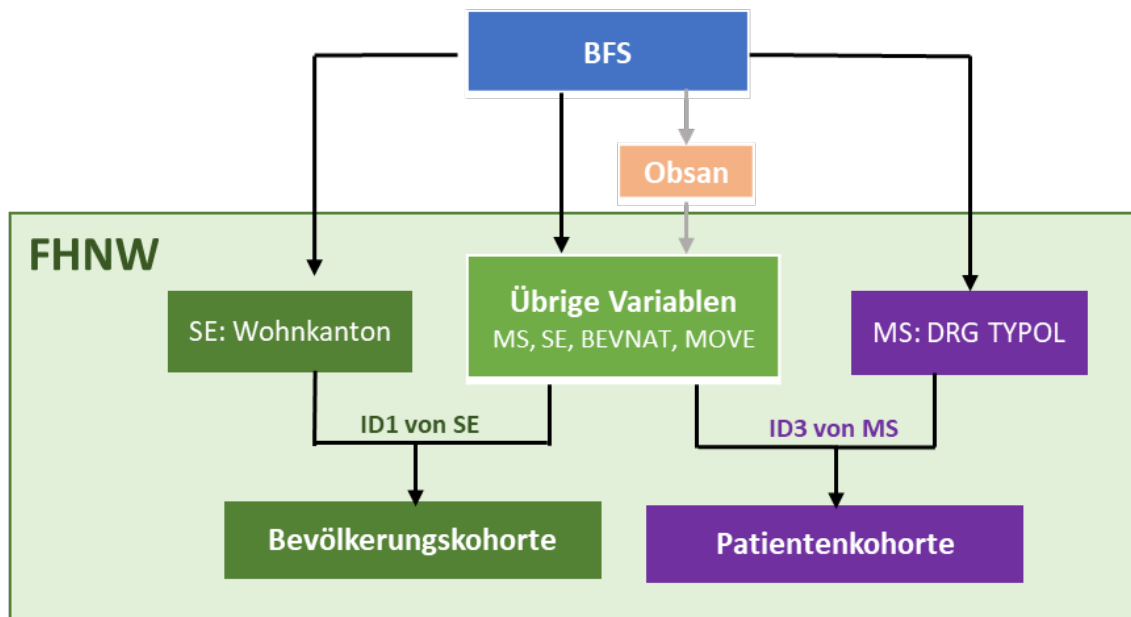 BFS
Obsan
FHNW
Übrige Variablen
MS, SE, BEVNAT, MOVE
SE: Wohnkanton
MS: DRG TYPOL
ID1 von SE
ID3 von MS
Bevölkerungskohorte
Patientenkohorte